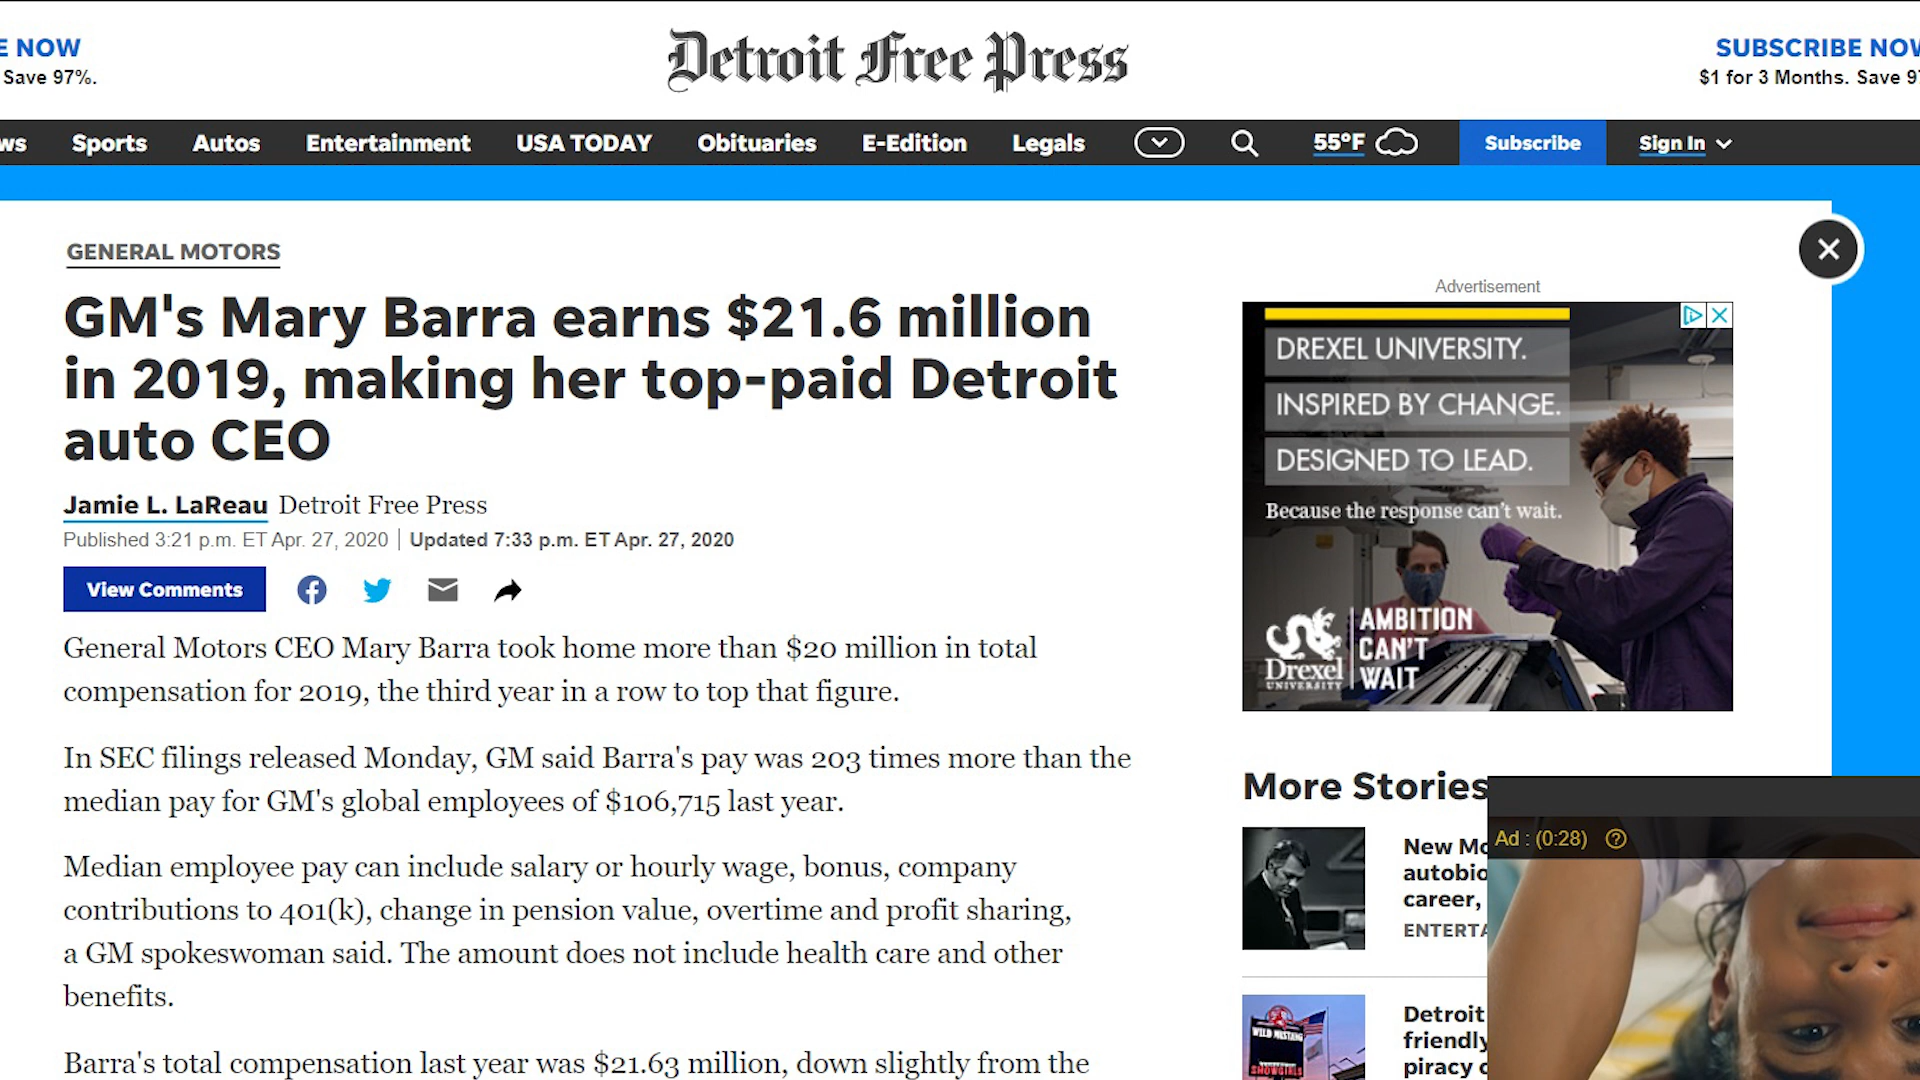 E NOW
Save 97%.
Detroit Free Press
SUBSCRIBE NOW
$1 for 3 Months. Save 97
ws Sports Autos Entertainment USA TODAY Obituaries E-Edition Legals 55°F Subscribe Sign In
GENERAL MOTORS
GM's Mary Barra earns $21.6 million
in 2019, making her top-paid Detroit
auto CEO
Jamie L. LaReau Detroit Free Press
Published 3:21 p.m. ET Apr. 27, 2020 | Updated 7:33 p.m. ET Apr. 27, 2020
View Comments
General Motors CEO Mary Barra took home more than $20 million in total
compensation for 2019, the third year in a row to top that figure.
In SEC filings released Monday, GM said Barra's pay was 203 times more than the
median pay for GM's global employees of $106,715 last year.
Median employee pay can include salary or hourly wage, bonus, company
contributions to 401(k), change in pension value, overtime and profit sharing,
a GM spokeswoman said. The amount does not include health care and other
benefits.
Barra's total compensation last year was $21.63 million, down slightly from the
Advertisement
DREXEL UNIVERSITY.
INSPIRED BY CHANGE.
DESIGNED TO LEAD.
Because the response can't wait.
Drexel
UNIVERSITY
AMBITION
CAN'T
WAIT
More Stories
New Mo
autobio
career,
ENTERTA
Detroit
friendly
piracy c
WILD MUSTANG
SHOWGIRLS
Ad : (0:28)